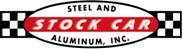 STEEL AND
STOCK CAR
ALUMINUM, INC.